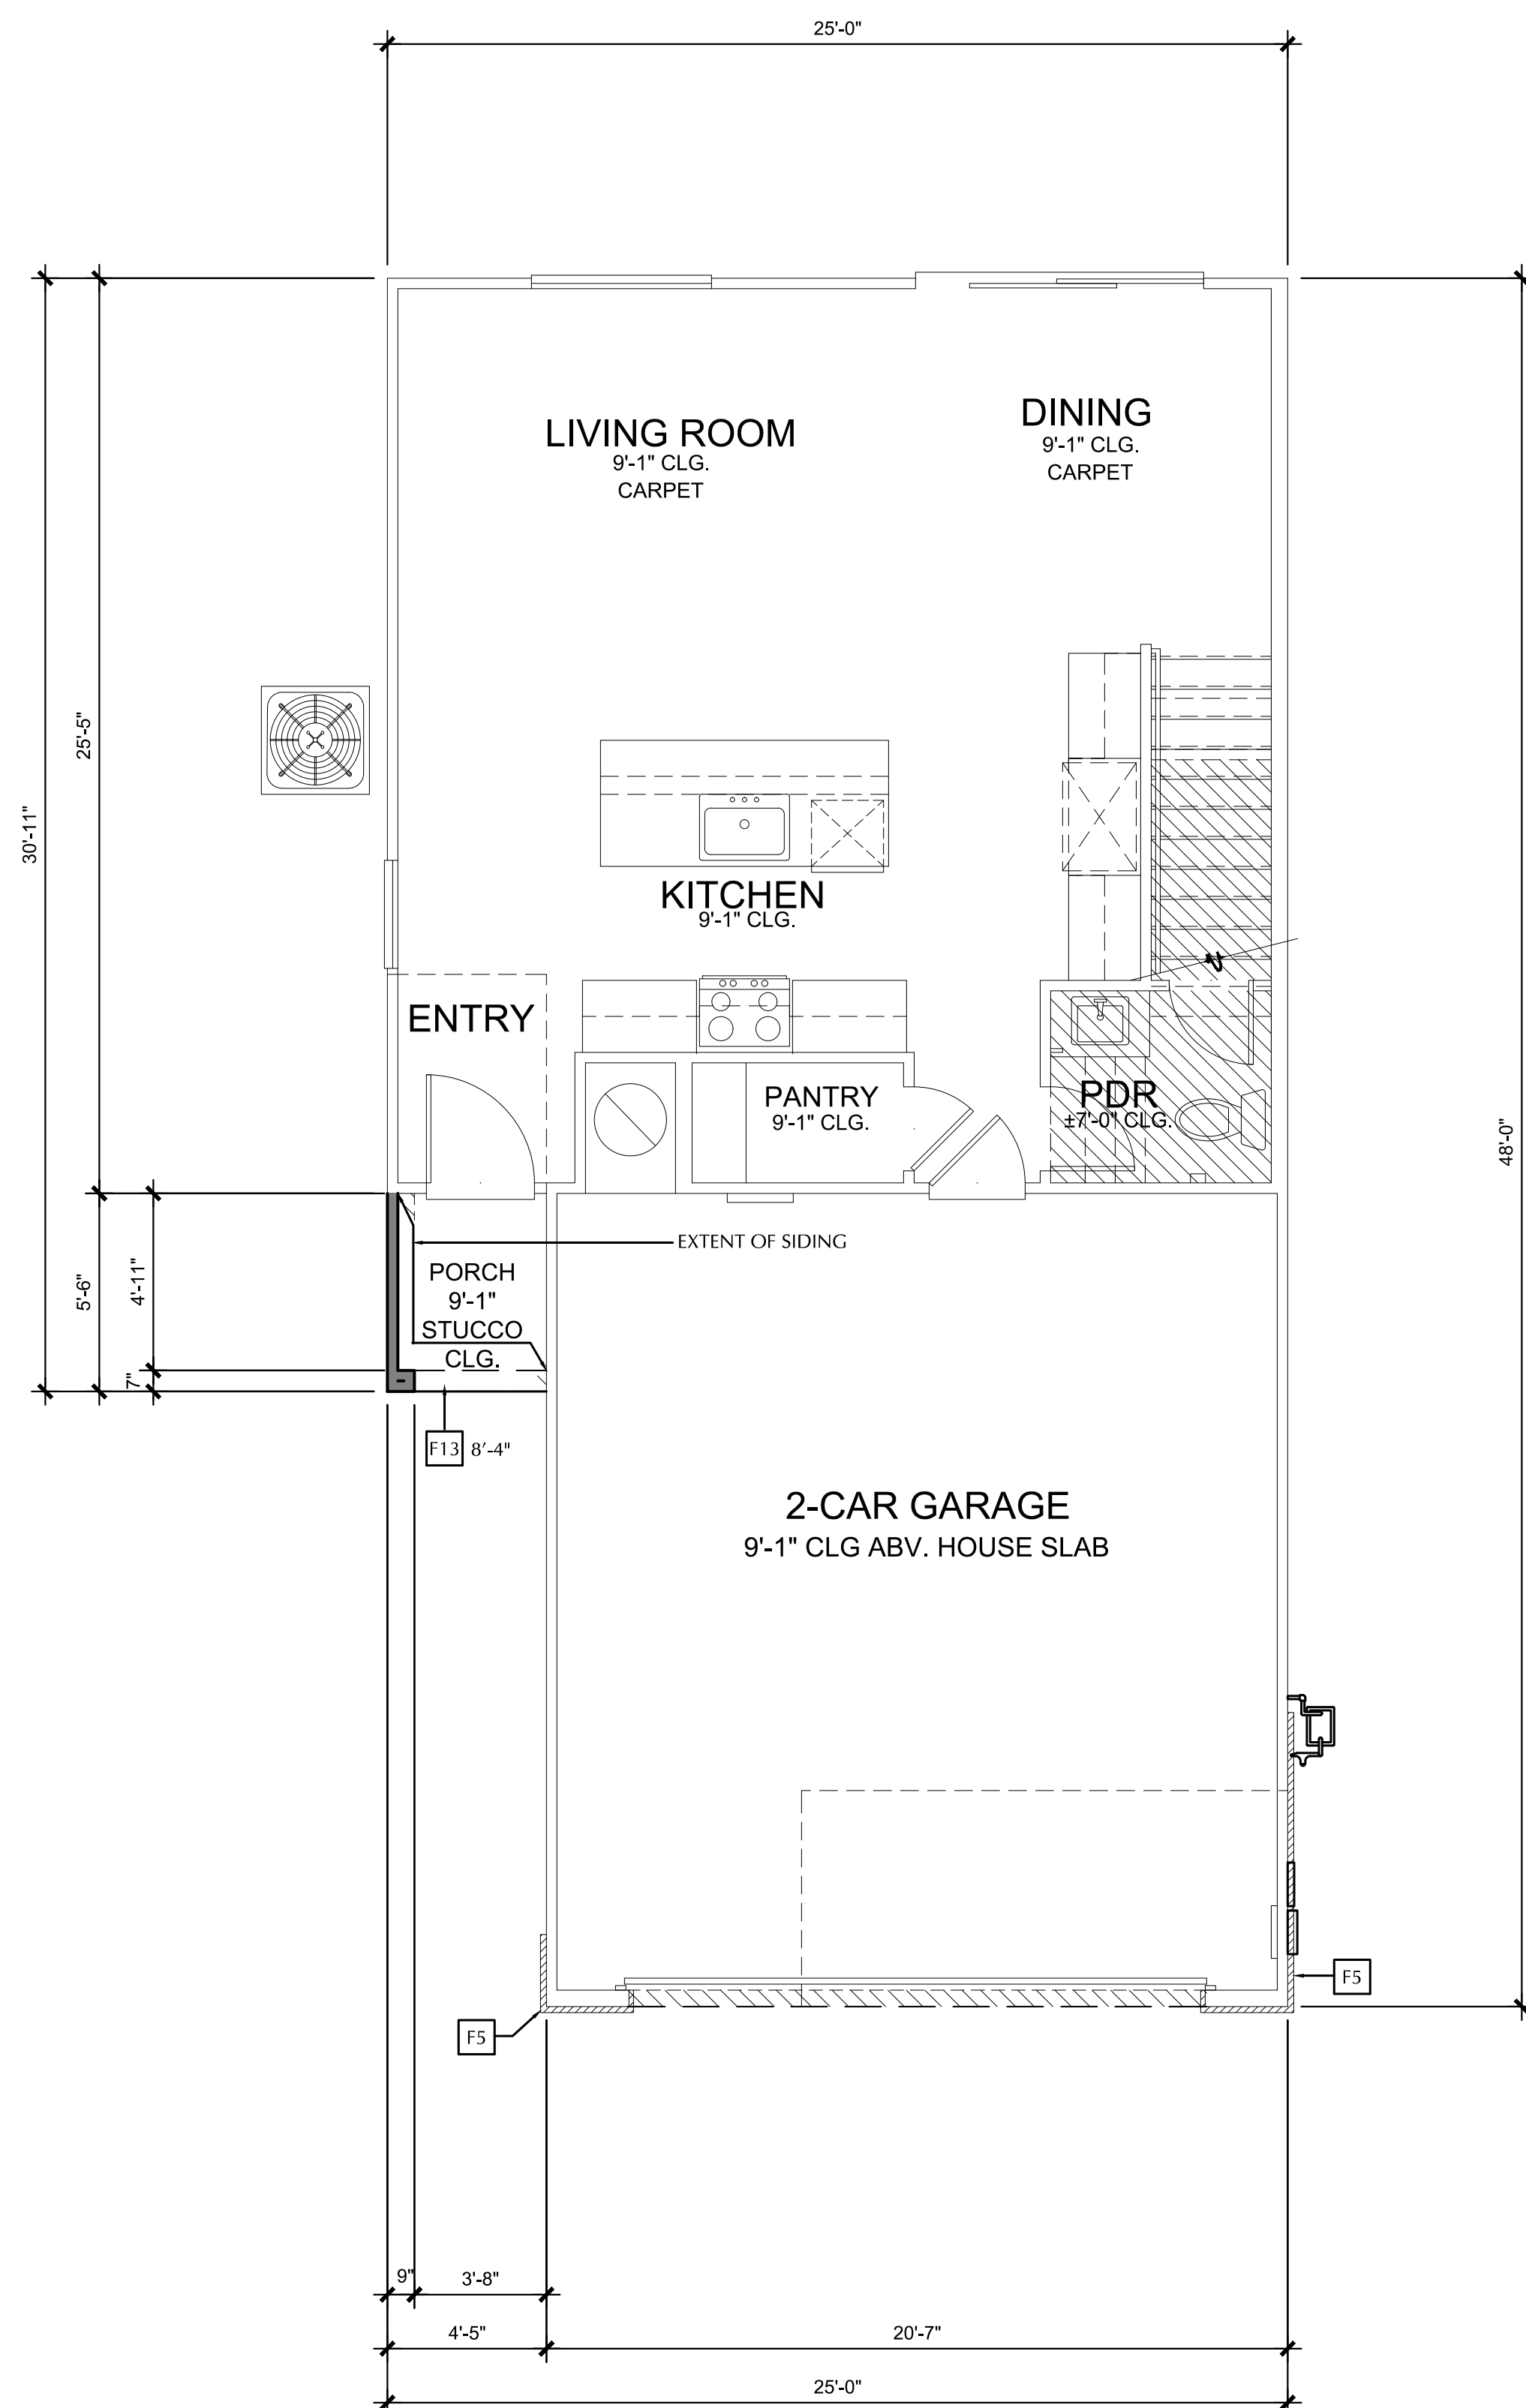 25'-0"
LIVING ROOM
9'-1" CLG.
CARPET
DINING
9'-1" CLG.
CARPET
30'-11"
25'-5"
48'-0"
KITCHEN
9'-1" CLG.
ENTRY
PANTRY
9'-1" CLG.
PDR
±7'-0" CLG.
EXTENT OF SIDING
PORCH
9'-1"
STUCCO
CLG.
5'-6"
4'-11"
7"
F13 8'-4"
2-CAR GARAGE
9'-1" CLG ABV. HOUSE SLAB
F5
F5
9"
3'-8"
4'-5"
20'-7"
25'-0"